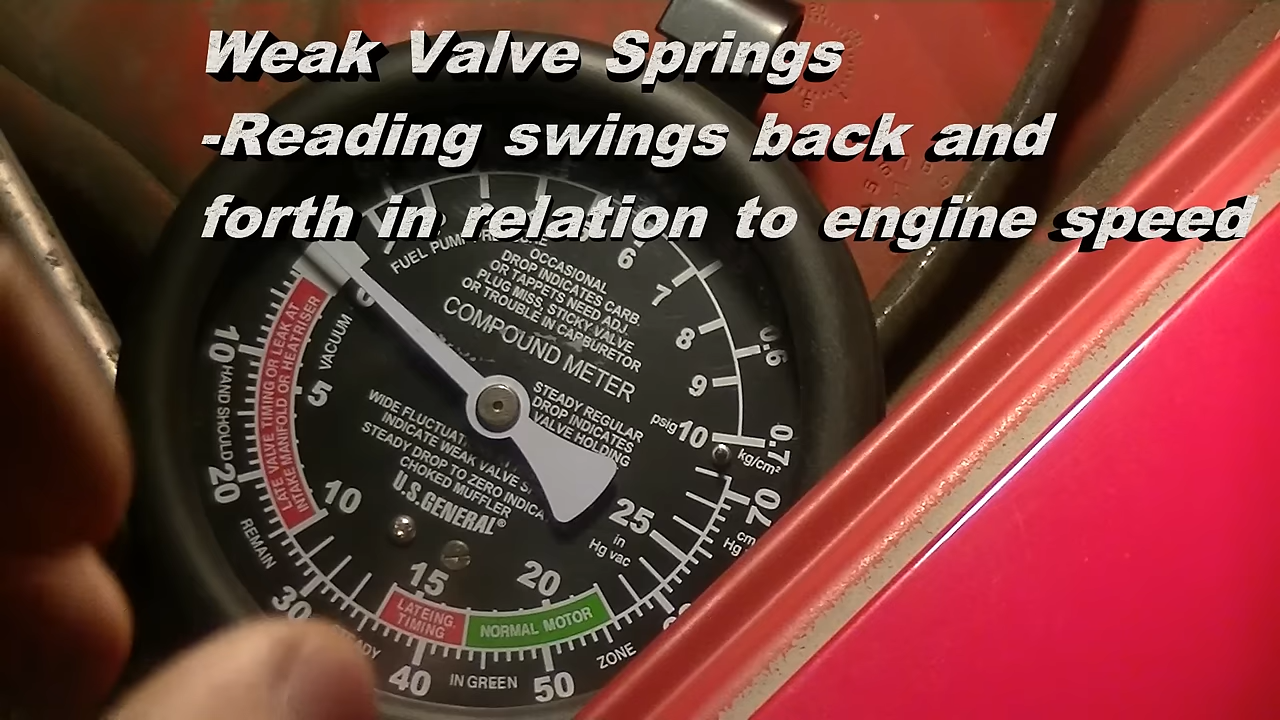 Weak Valve Springs
-Reading swings back and
forth in relation to engine speed
FUEL PUMP
OCCASIONAL
DROP INDICATES CARB.
OR TAPPETS NEED ADJ.
PLUG MISS. STICKY VALVE
OR TROUBLE IN CARBURETOR
COMPOUND METER
STEADY REGULAR
DROP INDICATES
VALVE HOLDING
WIDE
INDICATE WEAK VALVE
STEADY DROP TO ZERO
CHOKED MUFFLER
U.S.GENERAL®
VACUUM
LATE VALVE TIMING OR LEAK AT
INTAKE MANIFOLD OR HEATRISER
HAND SHOULD
REMAIN
IN GREEN
ZONE
LATEING
TIMING
NORMAL MOTOR
6
7
8
9
psig 10
0.6
0.7
kg/cm²
70
cm
Hg
0
5
10
15
20
25
in
Hg vac
10
20
30
40
50